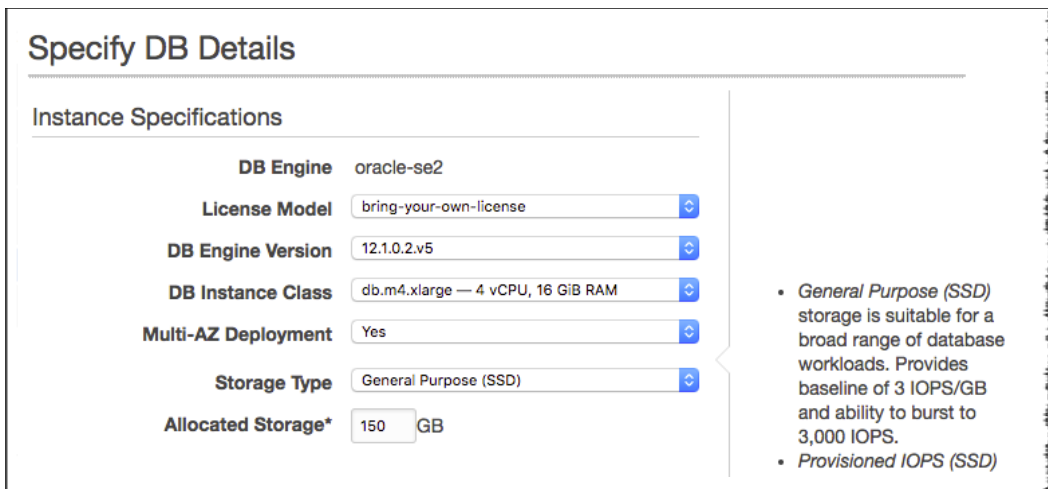 Specify DB Details
Instance Specifications
DB Engine oracle-se2
License Model bring-your-own-license
DB Engine Version 12.1.0.2.v5
DB Instance Class db.m4.xlarge — 4 vCPU, 16 GiB RAM
Multi-AZ Deployment Yes
Storage Type General Purpose (SSD)
Allocated Storage* 150 GB
• General Purpose (SSD)
storage is suitable for a
broad range of database
workloads. Provides
baseline of 3 IOPS/GB
and ability to burst to
3,000 IOPS.
• Provisioned IOPS (SSD)